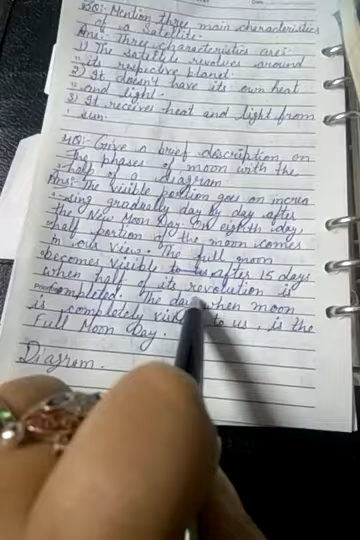 3Q:- Mention three main characteristics
of a satellite.
Ans:- Three characteristics are:-
1) The satellite revolves around
its respective planet.
2) It doesn't have its own heat
and light.
3) It receives heat and light from
sun.
4Q:- Give a brief description on
the phases of moon with the
help of a diagram
Ans:- The visible portion goes on increa
-sing gradually day by day after
the New Moon Day. On eighth day,
half portion of the moon comes
in our view. The full moon
becomes visible to us after 15 days
when half of its revolution is
completed. The day when moon
is completely visi to us, is the
Full Moon Day.
Diagram.